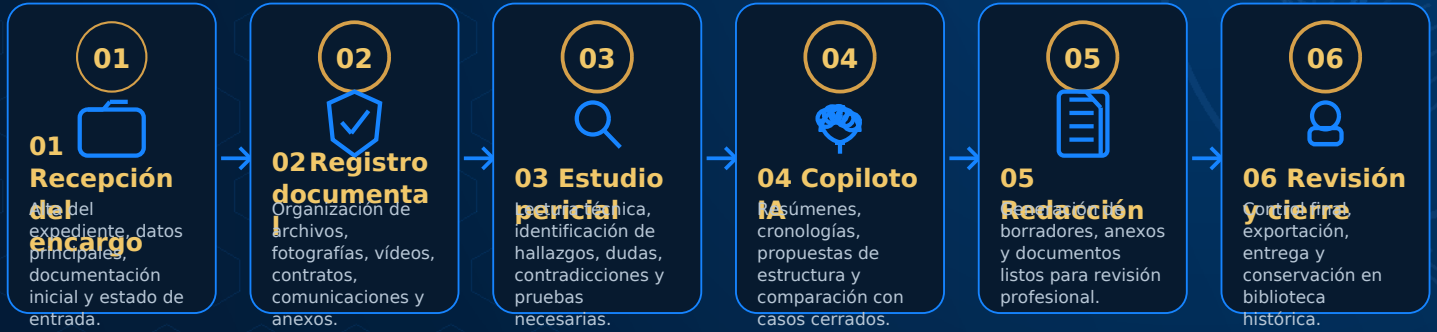 01
01
Recepción
del
encargo
Alta del
expediente, datos
principales,
documentación
inicial y estado de
entrada.
02
02 Registro
documenta
l
Organización de
archivos,
fotografías, vídeos,
contratos,
comunicaciones y
anexos.
03
03 Estudio
pericial
Lectura técnica,
identificación de
hallazgos, dudas,
contradicciones y
pruebas
necesarias.
04
04 Copiloto
IA
Resúmenes,
cronologías,
propuestas de
estructura y
comparación con
casos cerrados.
05
05
Redacción
Generación de
borradores, anexos
y documentos
listos para revisión
profesional.
06
06 Revisión
y cierre
Control final,
exportación,
entrega y
conservación en
biblioteca
histórica.